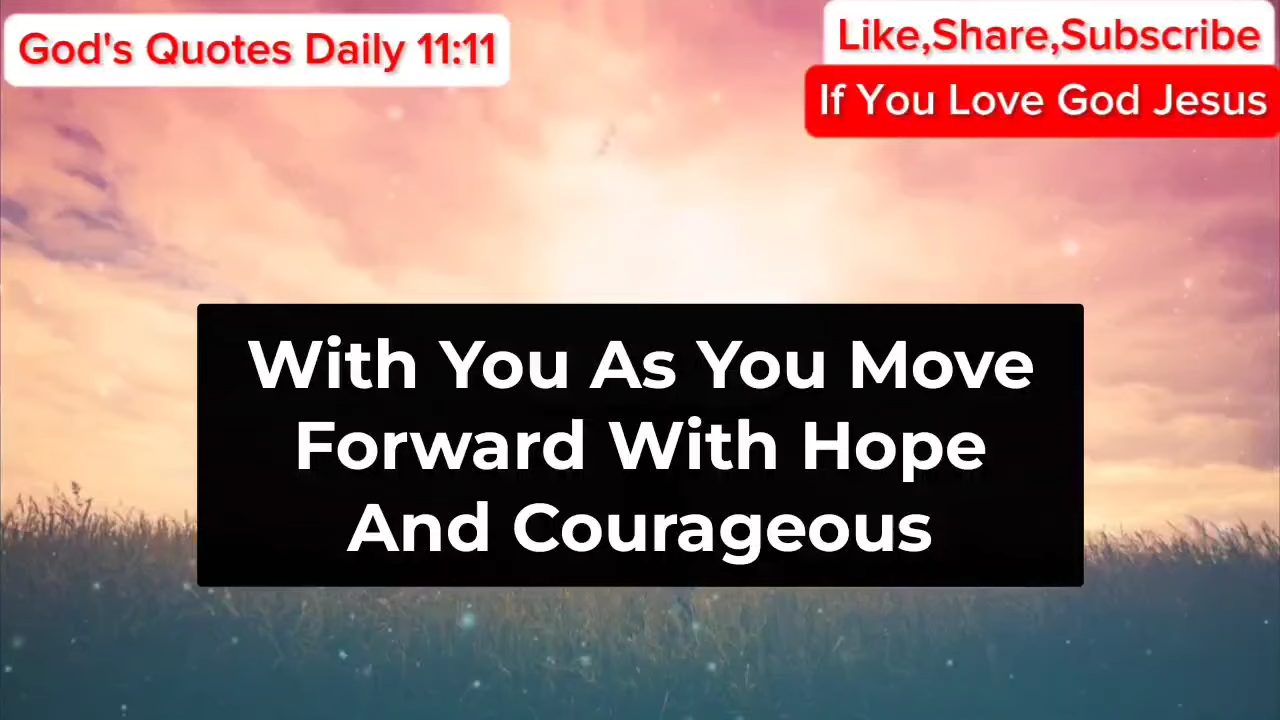 God's Quotes Daily 11:11
Like,Share,Subscribe
If You Love God Jesus
With You As You Move
Forward With Hope
And Courageous